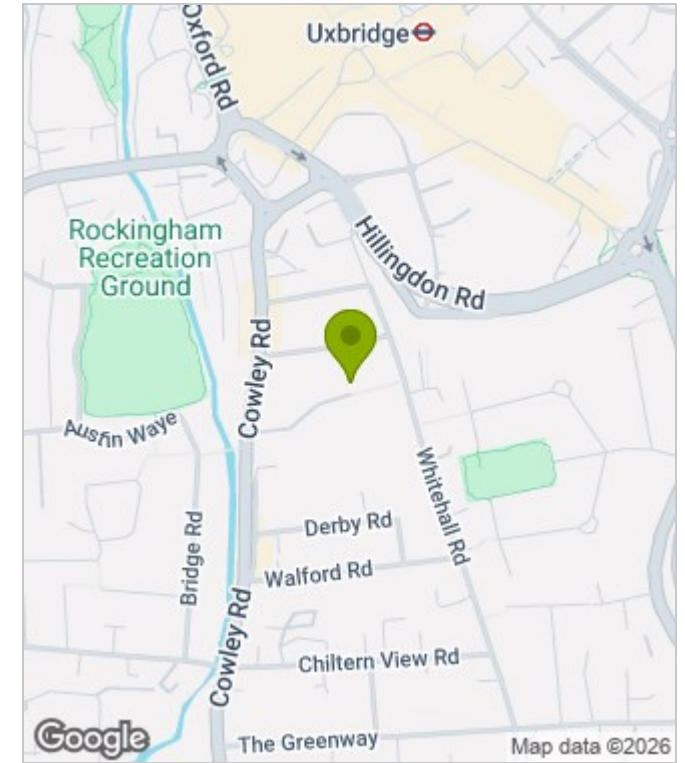 Oxford Rd
Uxbridge
Rockingham
Recreation
Ground
Hillingdon Rd
Cowley Rd
Austin Waye
Whitehall Rd
Bridge Rd
Derby Rd
Walford Rd
Cowley Rd
Chiltern View Rd
The Greenway
Google
Map data ©2026